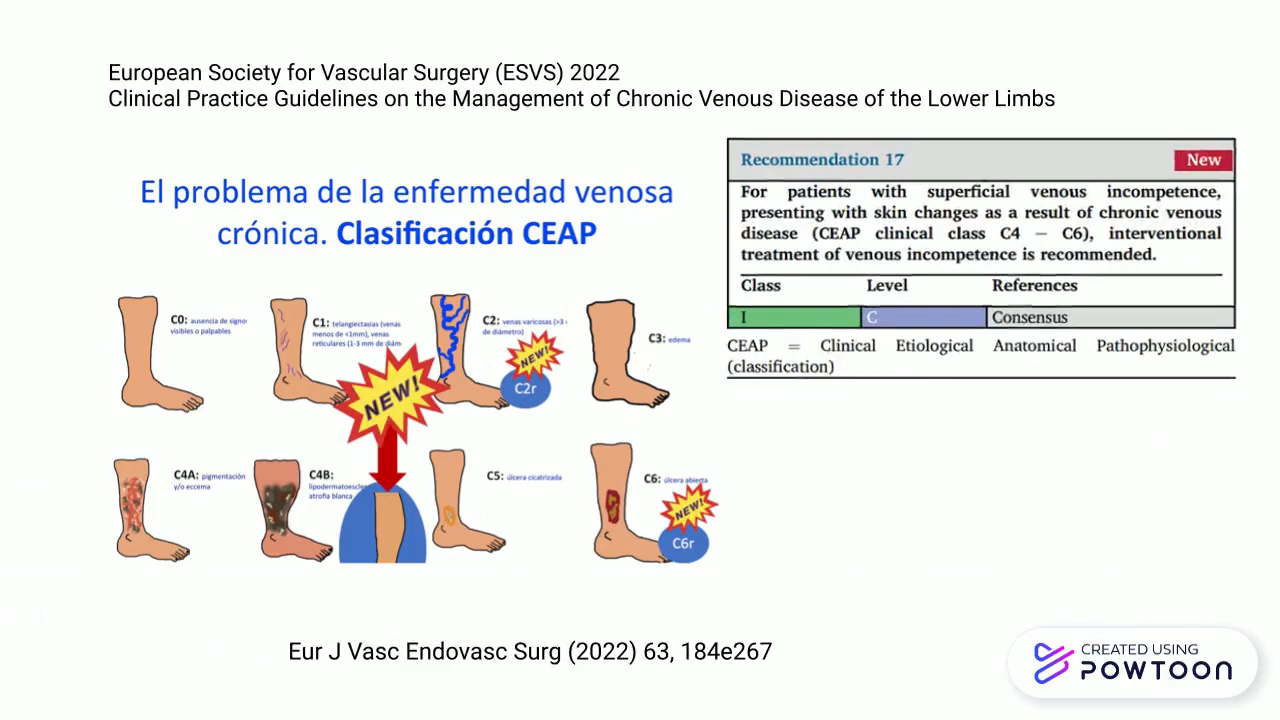 European Society for Vascular Surgery (ESVS) 2022
Clinical Practice Guidelines on the Management of Chronic Venous Disease of the Lower Limbs
El problema de la enfermedad venosa
crónica. Clasificación CEAP
C0: ausencia de signo
visibles o palpables
C1: telangiectasias (venas
menos de <1mm), venas
reticulares (1-3 mm de diám
C2: venas varicosas (>3
de diámetro)
NEW!
C2r
C3: edema
NEW!
C4A: pigmentación
y/o eccema
C4B:
lipodermatoescle
atrofia blanca
C5: úlcera cicatrizada
C6: úlcera abierta
NEW!
C6r
Recommendation 17 New
For patients with superficial venous incompetence,
presenting with skin changes as a result of chronic venous
disease (CEAP clinical class C4 – C6), interventional
treatment of venous incompetence is recommended.
Class Level References
I C Consensus
CEAP = Clinical Etiological Anatomical Pathophysiological
(classification)
Eur J Vasc Endovasc Surg (2022) 63, 184e267
CREATED USING
POWTOON